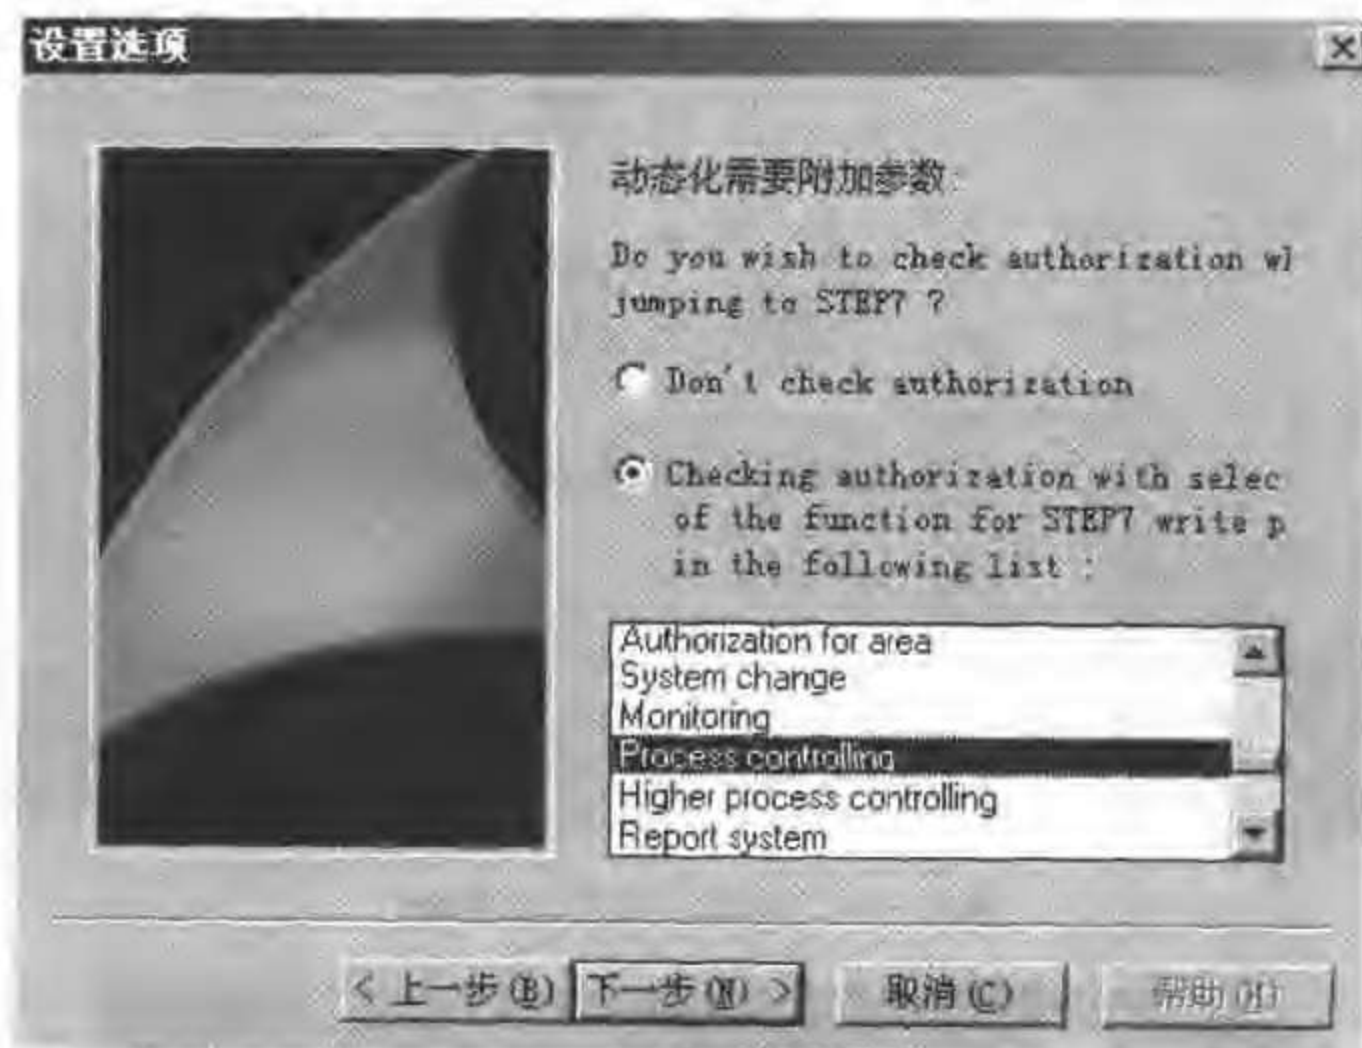 设置选项
动态化需要附加参数:
Do you wish to check authorization wl
jumping to STEP7 ?
Don't check authorization
Checking authorization with selec
of the function for STEP7 write p
in the following list :
Authorization for area
System change
Monitoring
Process controlling
Higher process controlling
Report system
< 上一步(B) 下一步(N) > 取消(C) 帮助(H)